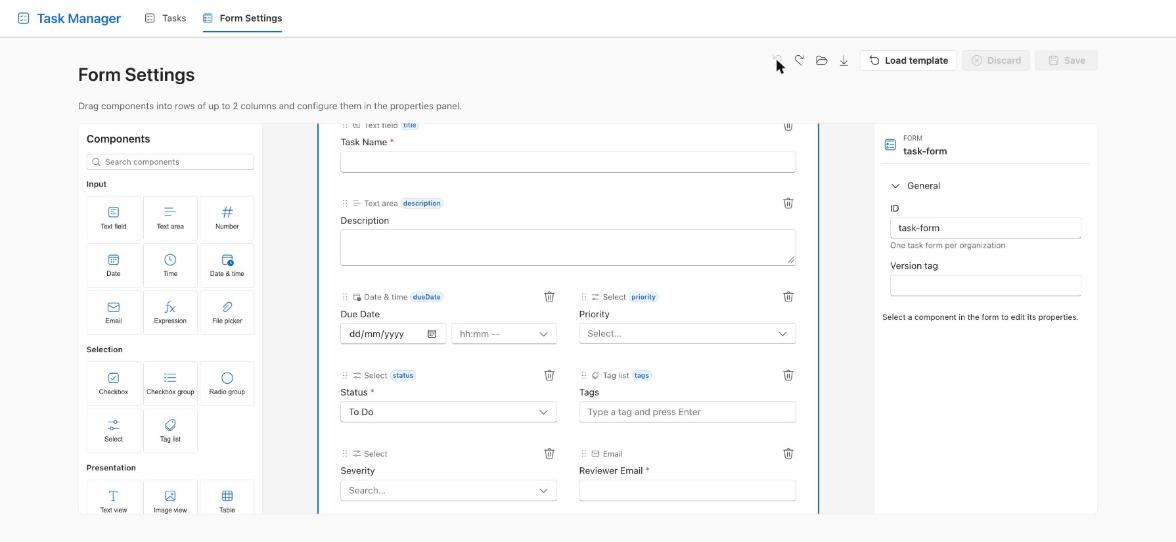 Task Manager
Tasks
Form Settings
Form Settings
Load template
Discard
Save
Drag components into rows of up to 2 columns and configure them in the properties panel.
Components
Search components
Input
Text field
Text area
Number
Date
Time
Date & time
Email
fx
Expression
File picker
Selection
Checkbox
Checkbox group
Radio group
Select
Tag list
Presentation
Text view
Image view
Table
Text field title
Task Name *
Text area description
Description
Date & time dueDate
Select priority
Due Date
Priority
dd/mm/yyyy
hh:mm --
Select...
Select status
Tag list tags
Status *
Tags
To Do
Type a tag and press Enter
Select
Email
Severity
Reviewer Email *
Search...
FORM
task-form
General
ID
task-form
One task form per organization
Version tag
Select a component in the form to edit its properties.